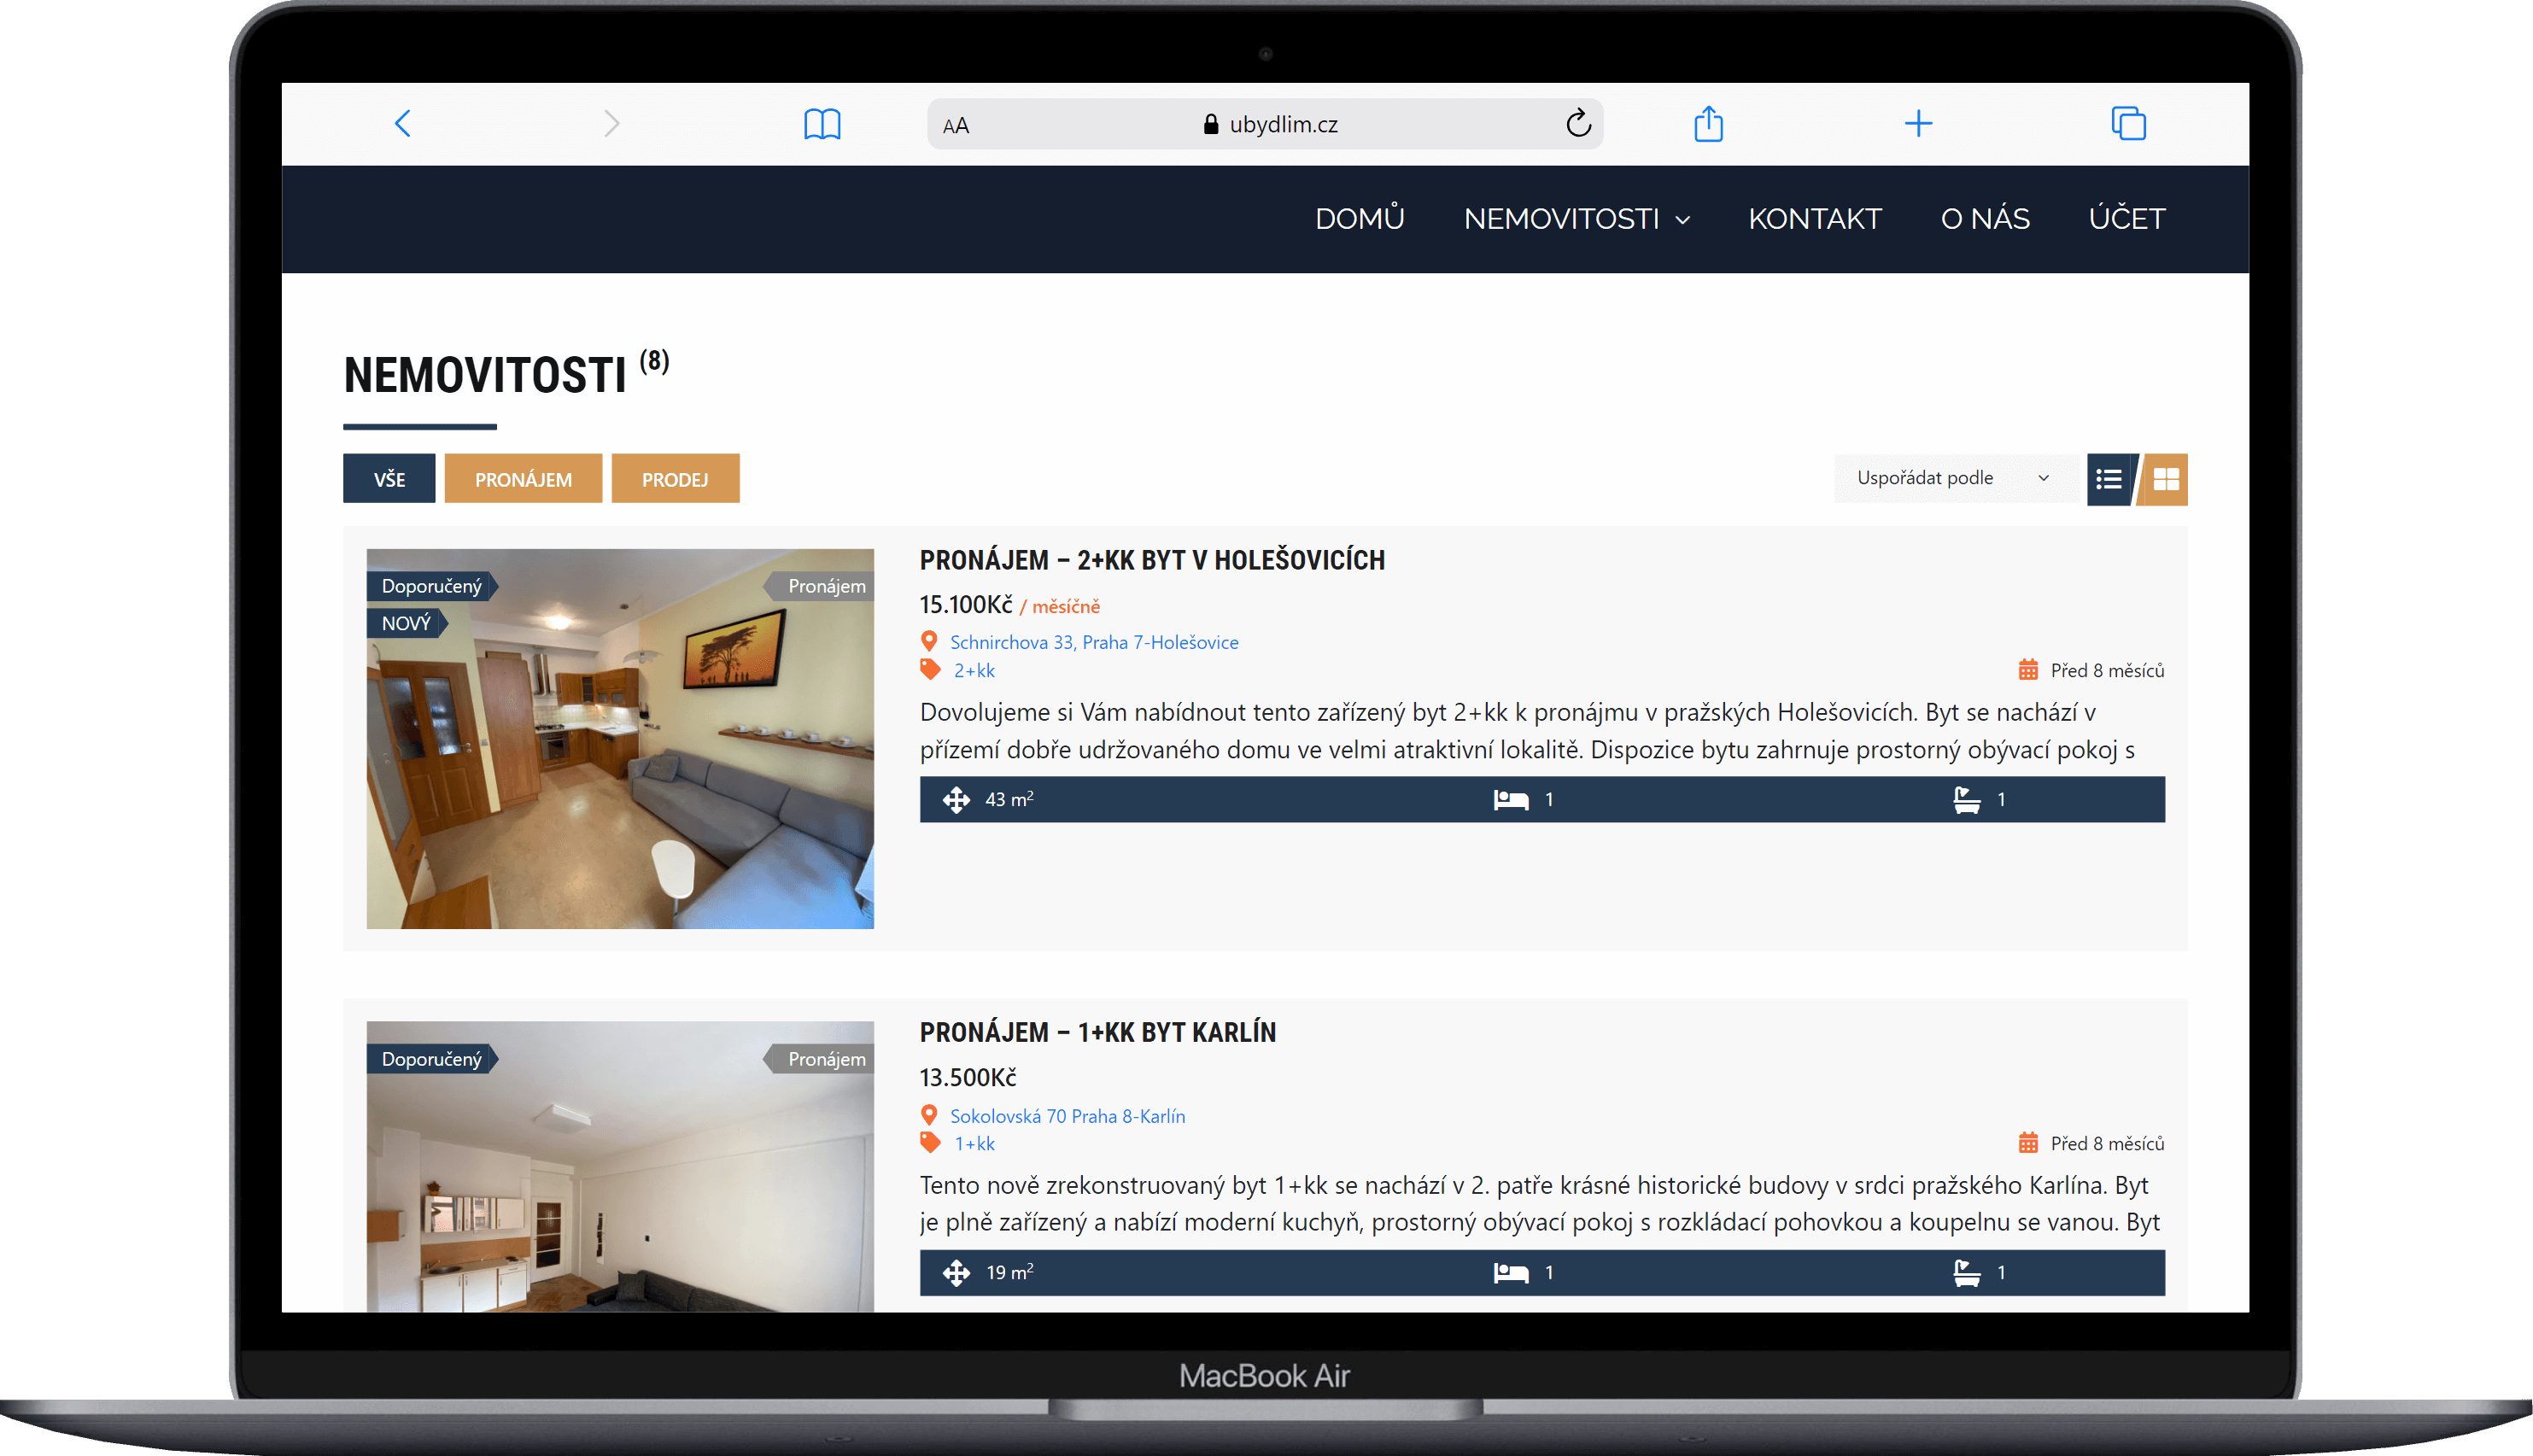 AA
ubydlim.cz
DOMŮ NEMOVITOSTI KONTAKT O NÁS ÚČET
NEMOVITOSTI (8)
VŠE PRONÁJEM PRODEJ Uspořádat podle
Doporučený
Pronájem
NOVÝ
PRONÁJEM – 2+KK BYT V HOLEŠOVICÍCH
15.100Kč / měsíčně
Schnirchova 33, Praha 7-Holešovice
2+kk
Před 8 měsíců
Dovolujeme si Vám nabídnout tento zařízený byt 2+kk k pronájmu v pražských Holešovicích. Byt se nachází v
přízemí dobře udržovaného domu ve velmi atraktivní lokalitě. Dispozice bytu zahrnuje prostorný obývací pokoj s
43 m² 1 1
Doporučený
Pronájem
PRONÁJEM – 1+KK BYT KARLÍN
13.500Kč
Sokolovská 70 Praha 8-Karlín
1+kk
Před 8 měsíců
Tento nově zrekonstruovaný byt 1+kk se nachází v 2. patře krásné historické budovy v srdci pražského Karlína. Byt
je plně zařízený a nabízí moderní kuchyň, prostorný obývací pokoj s rozkládací pohovkou a koupelnu se vanou. Byt
19 m² 1 1
MacBook Air